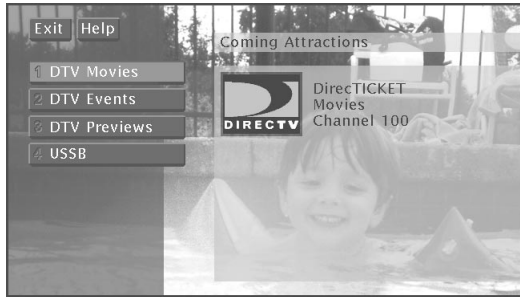 Exit Help
Coming Attractions
1 DTV Movies
2 DTV Events
3 DTV Previews
4 USSB
DIRECTV
DirecTICKET
Movies
Channel 100